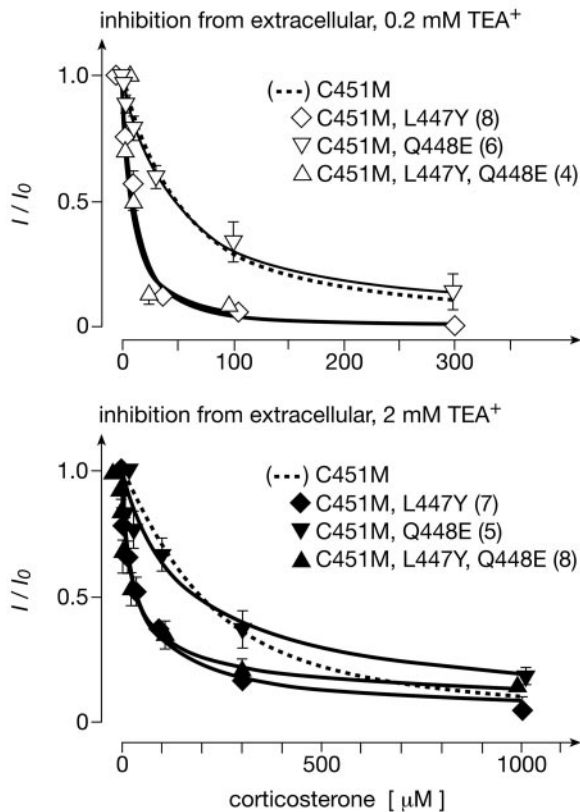 inhibition from extracellular, 0.2 mM TEA⁺
1.0
0.5
0
I / I₀
(---) C451M
C451M, L447Y (8)
C451M, Q448E (6)
C451M, L447Y, Q448E (4)
0 100 200 300
inhibition from extracellular, 2 mM TEA⁺
1.0
0.5
0
I / I₀
(---) C451M
C451M, L447Y (7)
C451M, Q448E (5)
C451M, L447Y, Q448E (8)
0 500 1000
corticosterone [ µM ]